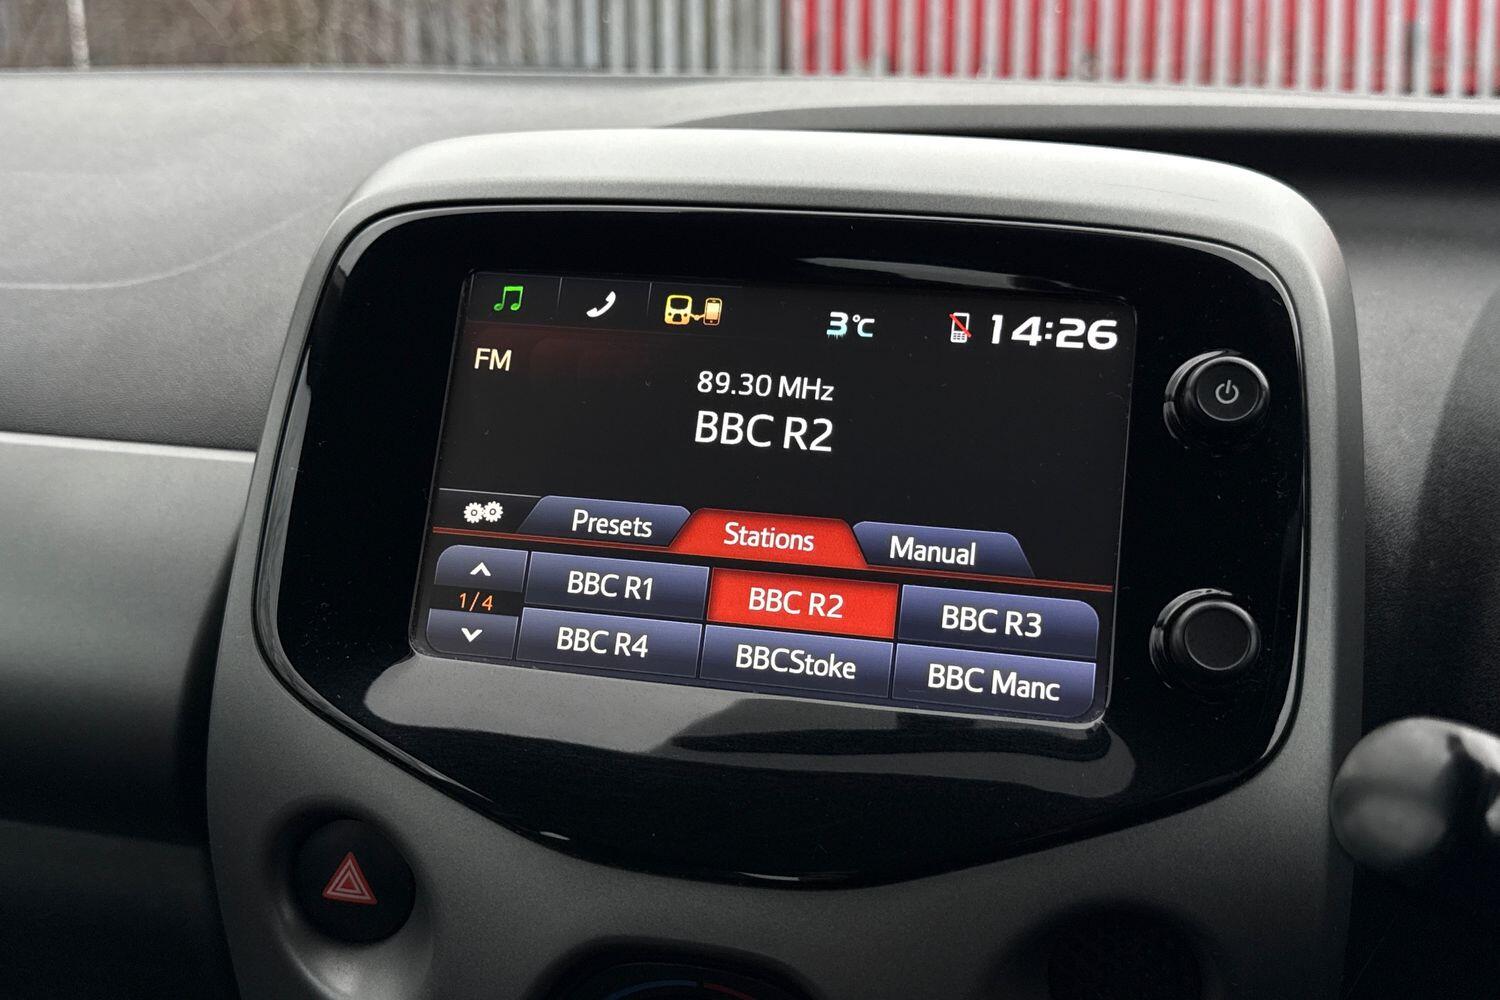 3°C 14:26
FM
89.30 MHz
BBC R2
Presets Stations Manual
1/4
BBC R1 BBC R2 BBC R3
BBC R4 BBCStoke BBC Manc